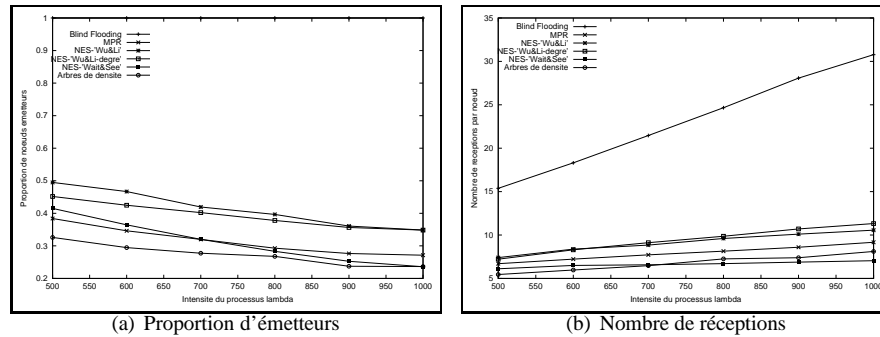 1
0.9
0.8
0.7
0.6
0.5
0.4
0.3
0.2
500 550 600 650 700 750 800 850 900 950 1000
Proportion de noeuds emetteurs
Intensite du processus lambda
Blind Flooding
MPR
NES-'Wu&Li'
NES-'Wu&Li-degre'
NES-'Wait&See'
Arbres de densite
(a) Proportion d'émetteurs
35
30
25
20
15
10
5
500 550 600 650 700 750 800 850 900 950 1000
Nombre de receptions par noeud
Intensite du processus lambda
Blind Flooding
MPR
NES-'Wu&Li'
NES-'Wu&Li-degre'
NES-'Wait&See'
Arbres de densite
(b) Nombre de réceptions